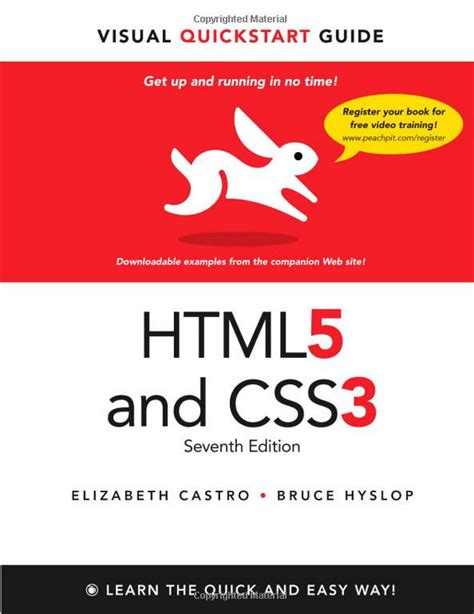 Copyrighted Material
VISUAL QUICKSTART GUIDE
Get up and running in no time!
Register your book for
free video training!
www.peachpit.com/register
Downloadable examples from the companion Web site!
HTML5
and CSS3
Seventh Edition
ELIZABETH CASTRO • BRUCE HYSLOP
LEARN THE QUICK AND EASY WAY!
Copyrighted Material